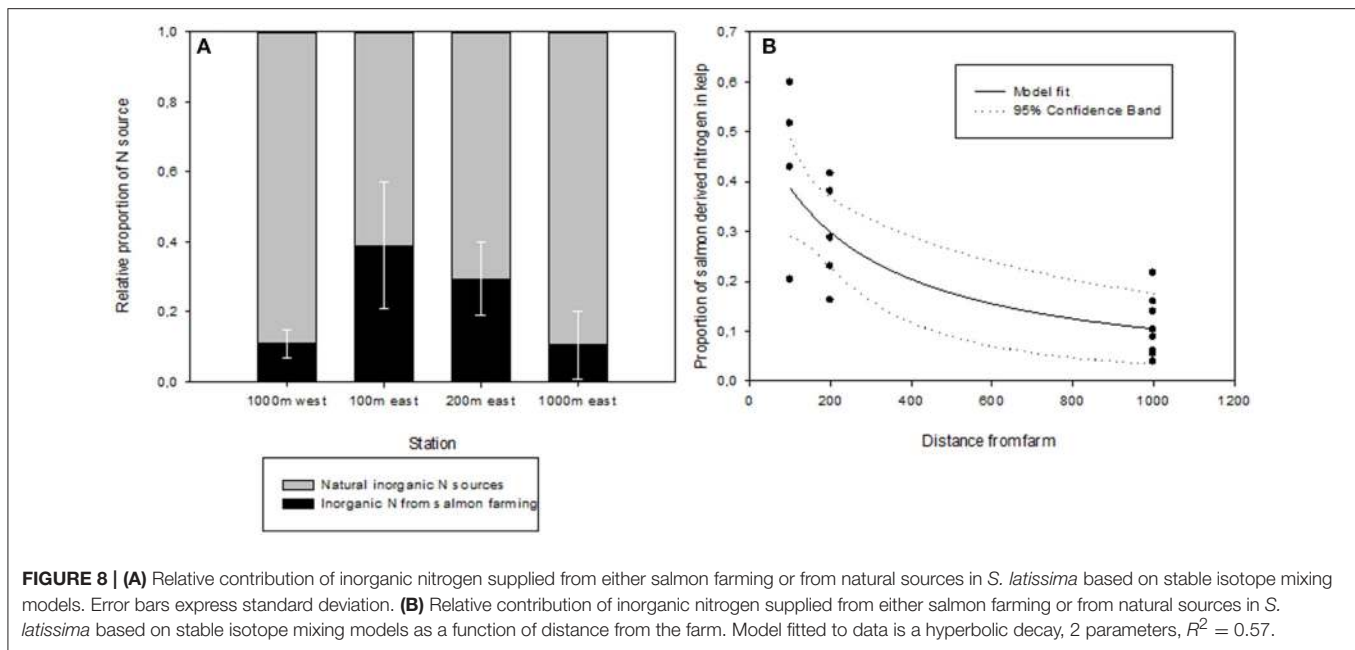 A
1,0
0,8
0,6
0,4
0,2
0,0
Relative proportion of N source
1000m west 100m east 200m east 1000m east
Station
Natural inorganic N sources
Inorganic N from salmon farming
B
0,7
0,6
0,5
0,4
0,3
0,2
0,1
0,0
Proportion of salmon derived nitrogen in kelp
Model fit
95% Confidence Band
0 200 400 600 800 1000 1200
Distance from farm
FIGURE 8 | (A) Relative contribution of inorganic nitrogen supplied from either salmon farming or from natural sources in S. latissima based on stable isotope mixing
models. Error bars express standard deviation. (B) Relative contribution of inorganic nitrogen supplied from either salmon farming or from natural sources in S.
latissima based on stable isotope mixing models as a function of distance from the farm. Model fitted to data is a hyperbolic decay, 2 parameters, R² = 0.57.